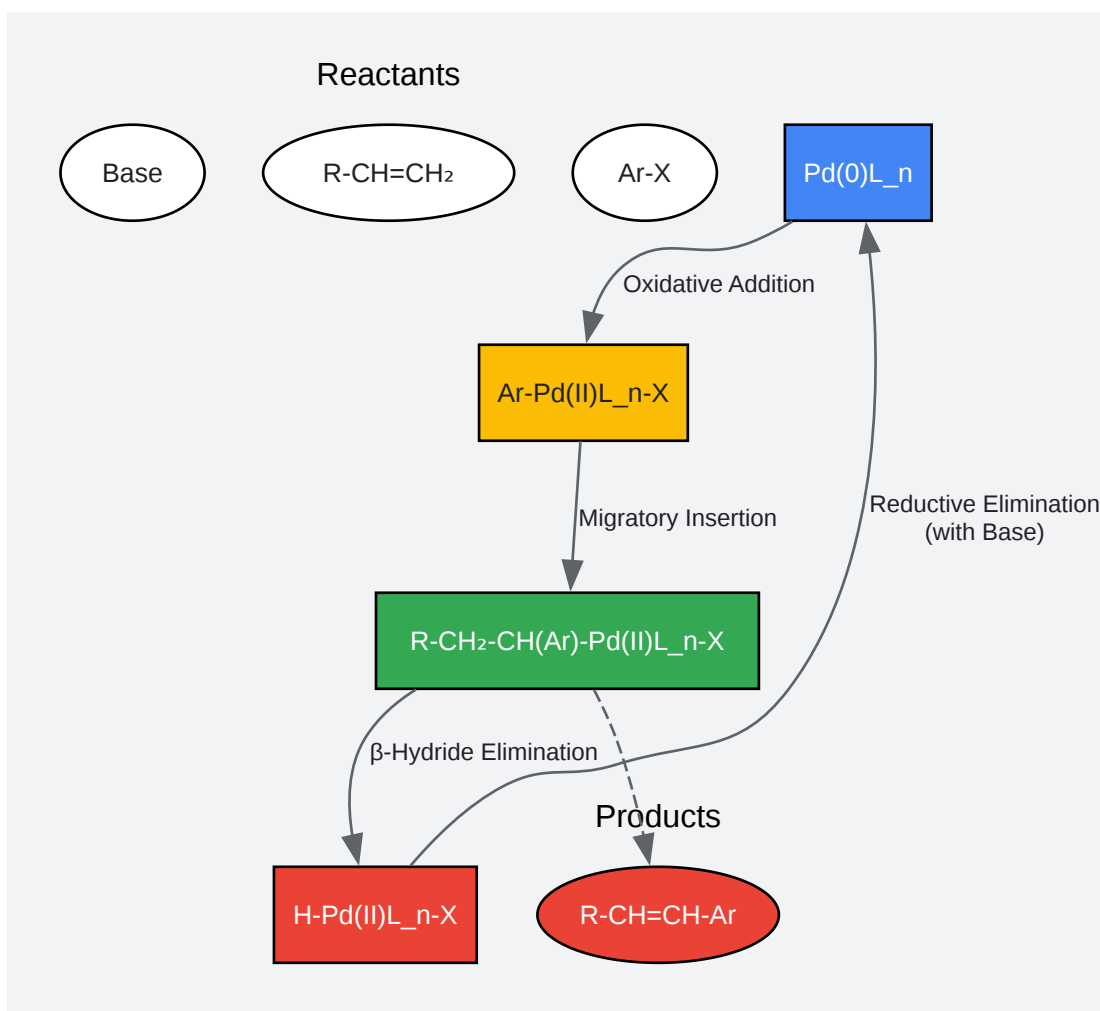 Reactants
Base
R-CH=CH₂
Ar-X
Pd(0)L_n
Oxidative Addition
Ar-Pd(II)L_n-X
Migratory Insertion
Reductive Elimination
(with Base)
R-CH₂-CH(Ar)-Pd(II)L_n-X
β-Hydride Elimination
Products
H-Pd(II)L_n-X
R-CH=CH-Ar